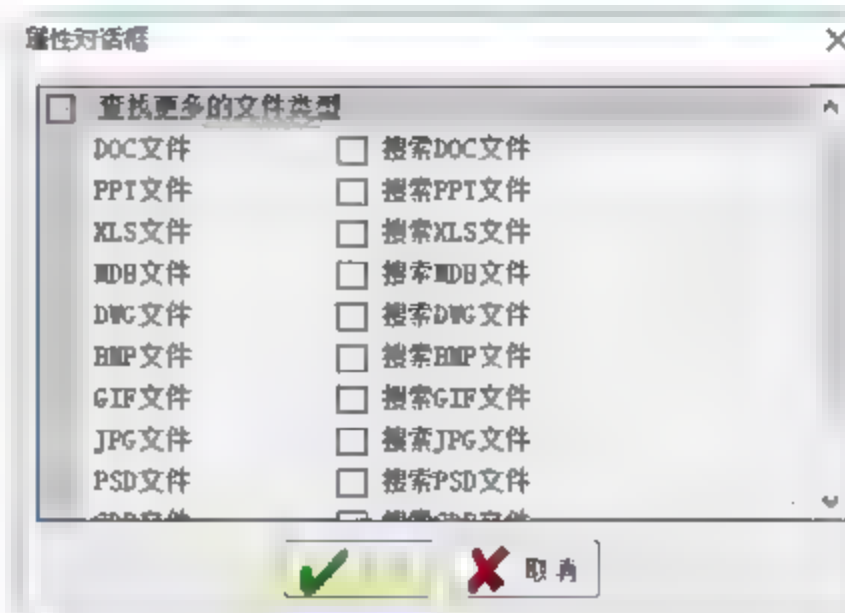 属性对话框
查找更多的文件类型
DOC文件 搜索DOC文件
PPT文件 搜索PPT文件
XLS文件 搜索XLS文件
MDB文件 搜索MDB文件
DWG文件 搜索DWG文件
BMP文件 搜索BMP文件
GIF文件 搜索GIF文件
JPG文件 搜索JPG文件
PSD文件 搜索PSD文件